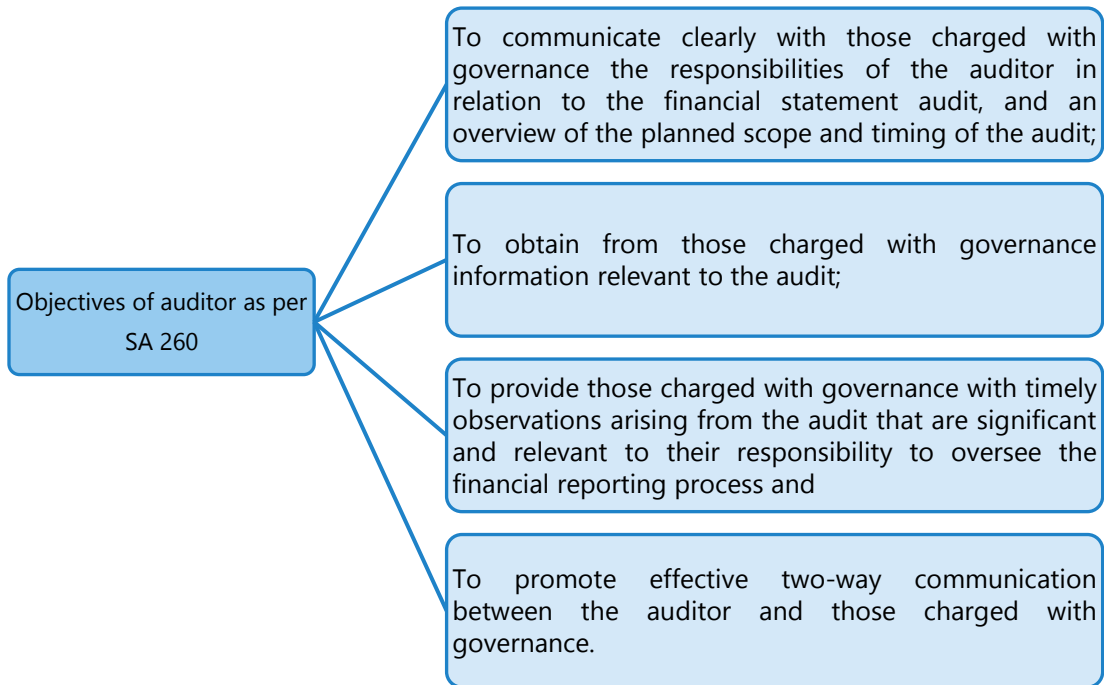 Objectives of auditor as per
SA 260
To communicate clearly with those charged with
governance the responsibilities of the auditor in
relation to the financial statement audit, and an
overview of the planned scope and timing of the audit;
To obtain from those charged with governance
information relevant to the audit;
To provide those charged with governance with timely
observations arising from the audit that are significant
and relevant to their responsibility to oversee the
financial reporting process and
To promote effective two-way communication
between the auditor and those charged with
governance.